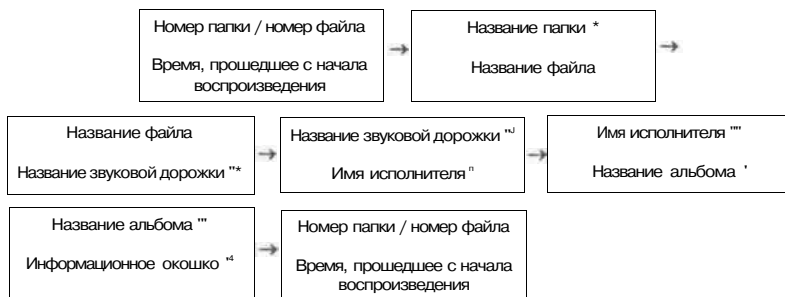 Номер папки / номер файла
Время, прошедшее с начала
воспроизведения
Название папки *
Название файла
Название файла
Название звуковой дорожки "*
Название звуковой дорожки "J
Имя исполнителя п
Имя исполнителя ""
Название альбома '
Название альбома '"
Информационное окошко '4
Номер папки / номер файла
Время, прошедшее с начала
воспроизведения